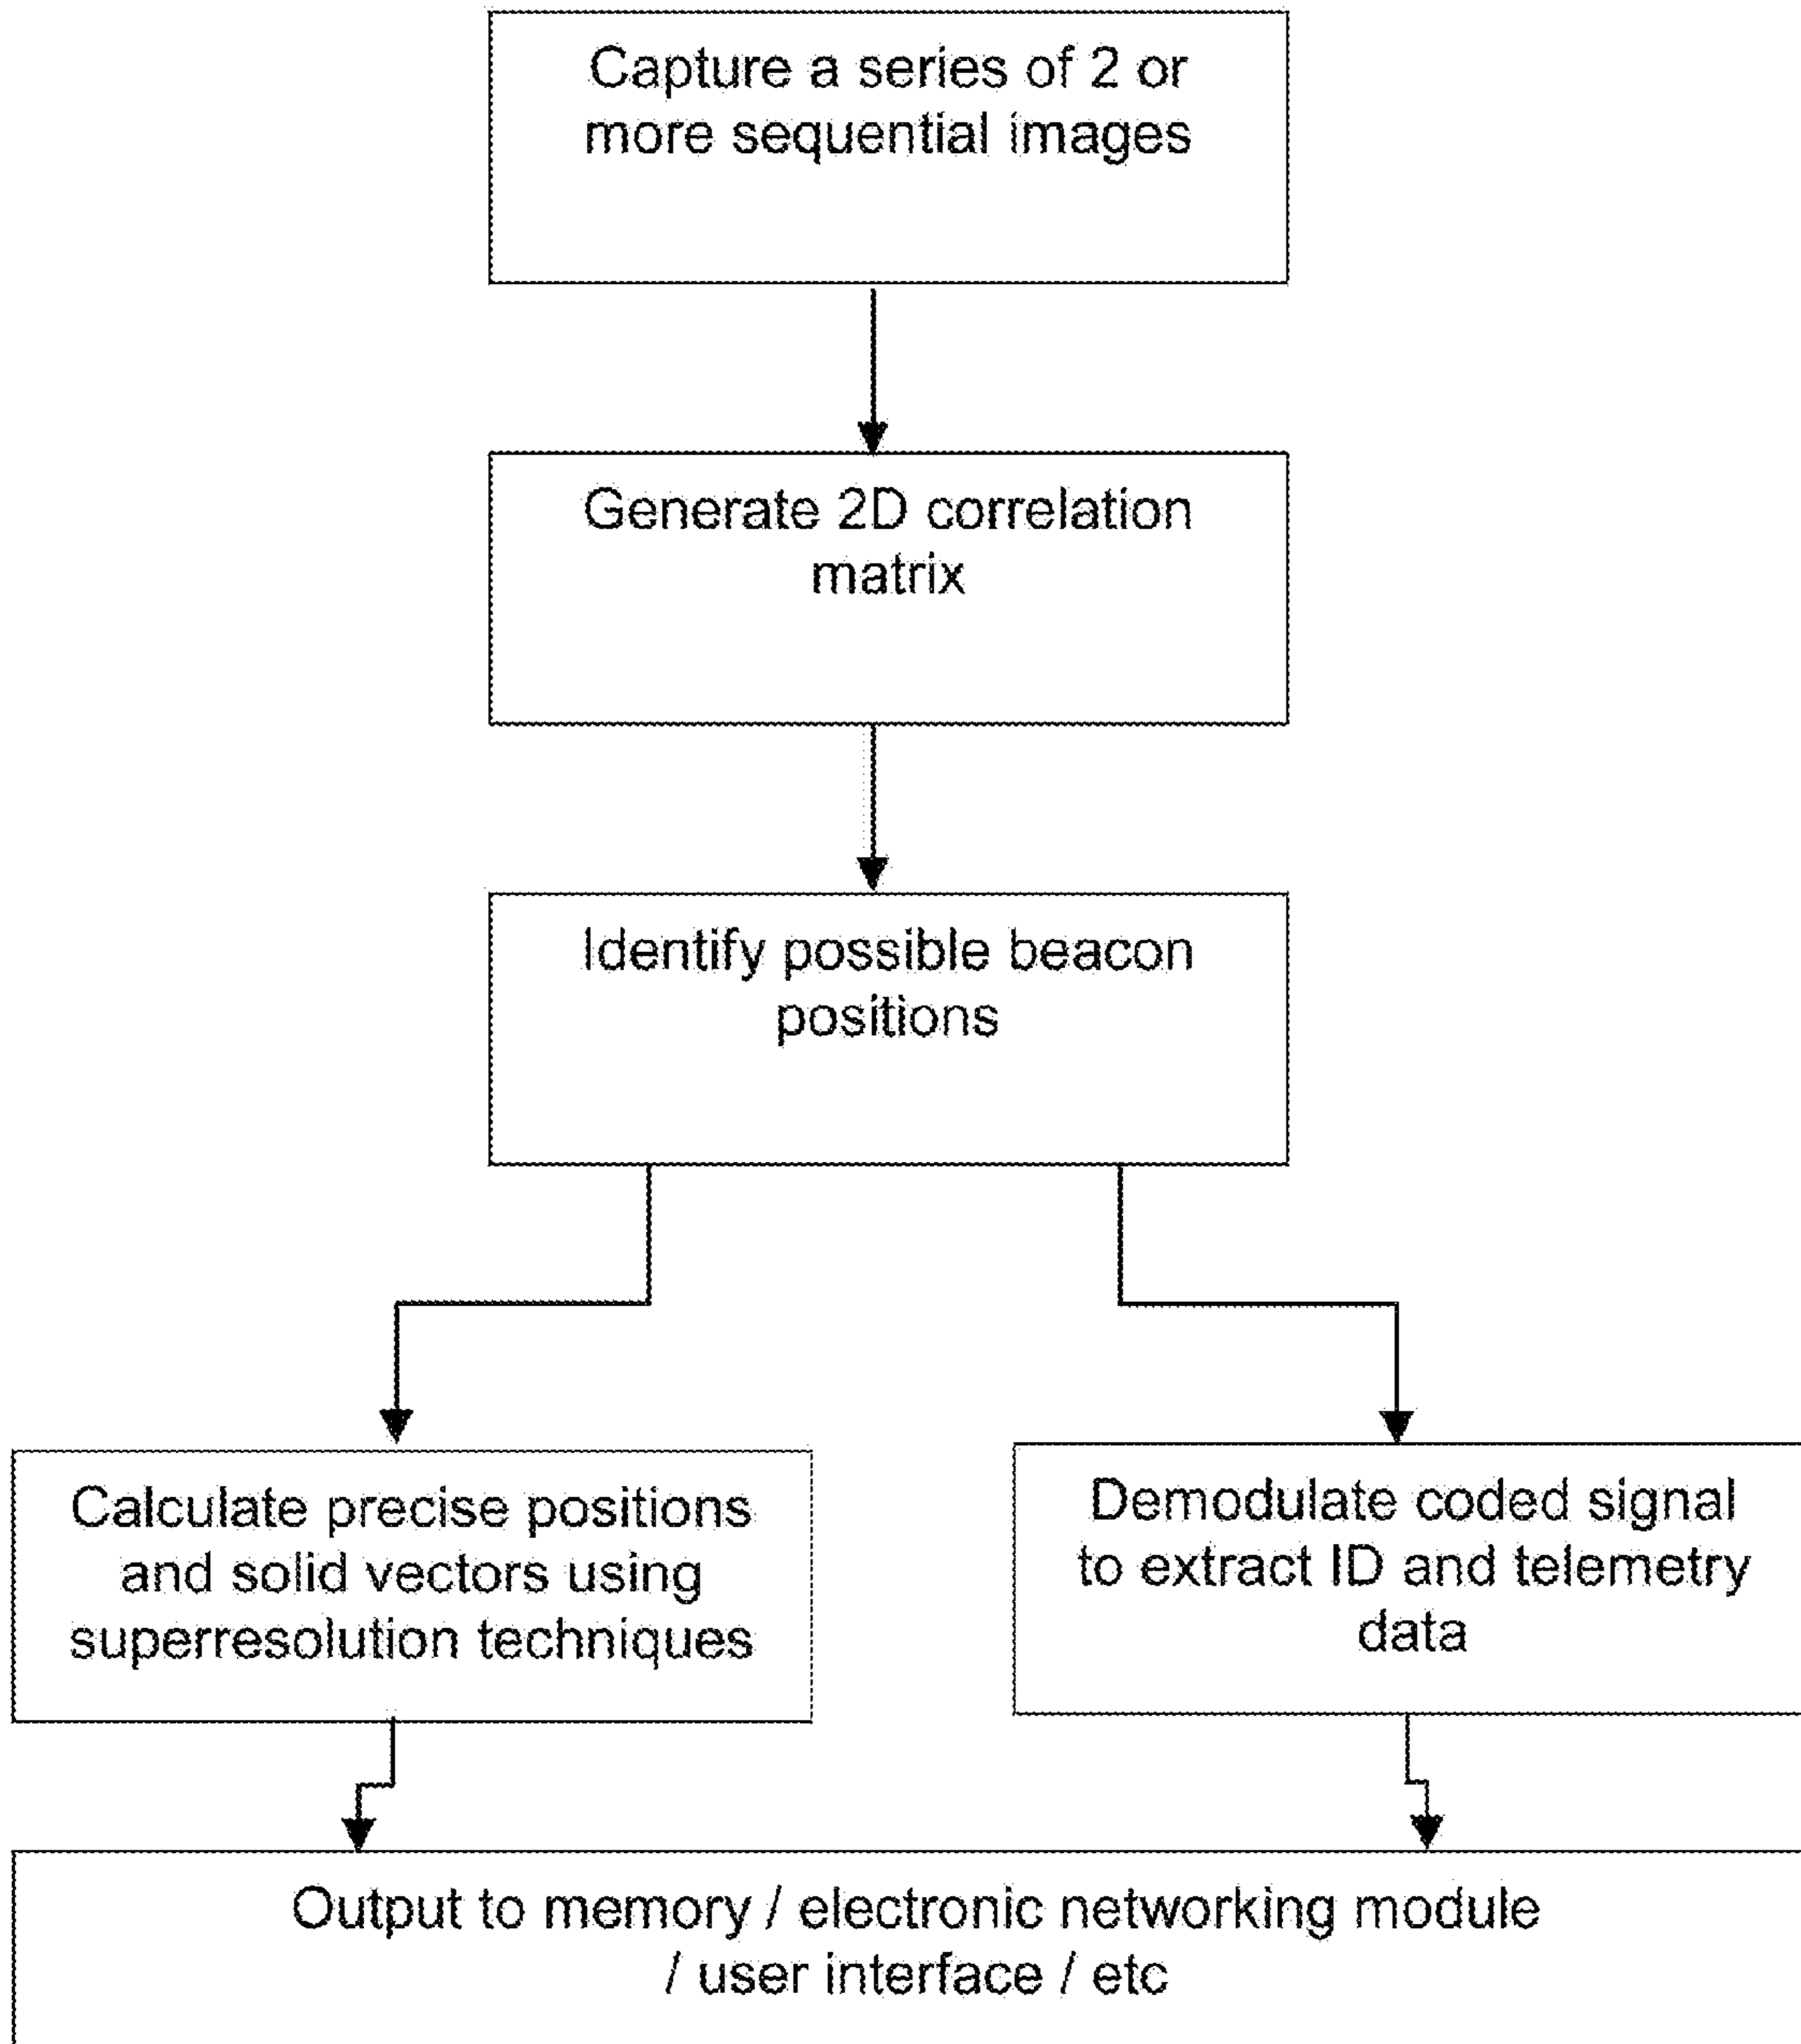 Capture a series of 2 or
more sequential images
Generate 2D correlation
matrix
Identify possible beacon
positions
Calculate precise positions
and solid vectors using
superresolution techniques
Demodulate coded signal
to extract ID and telemetry
data
Output to memory / electronic networking module
/ user interface / etc